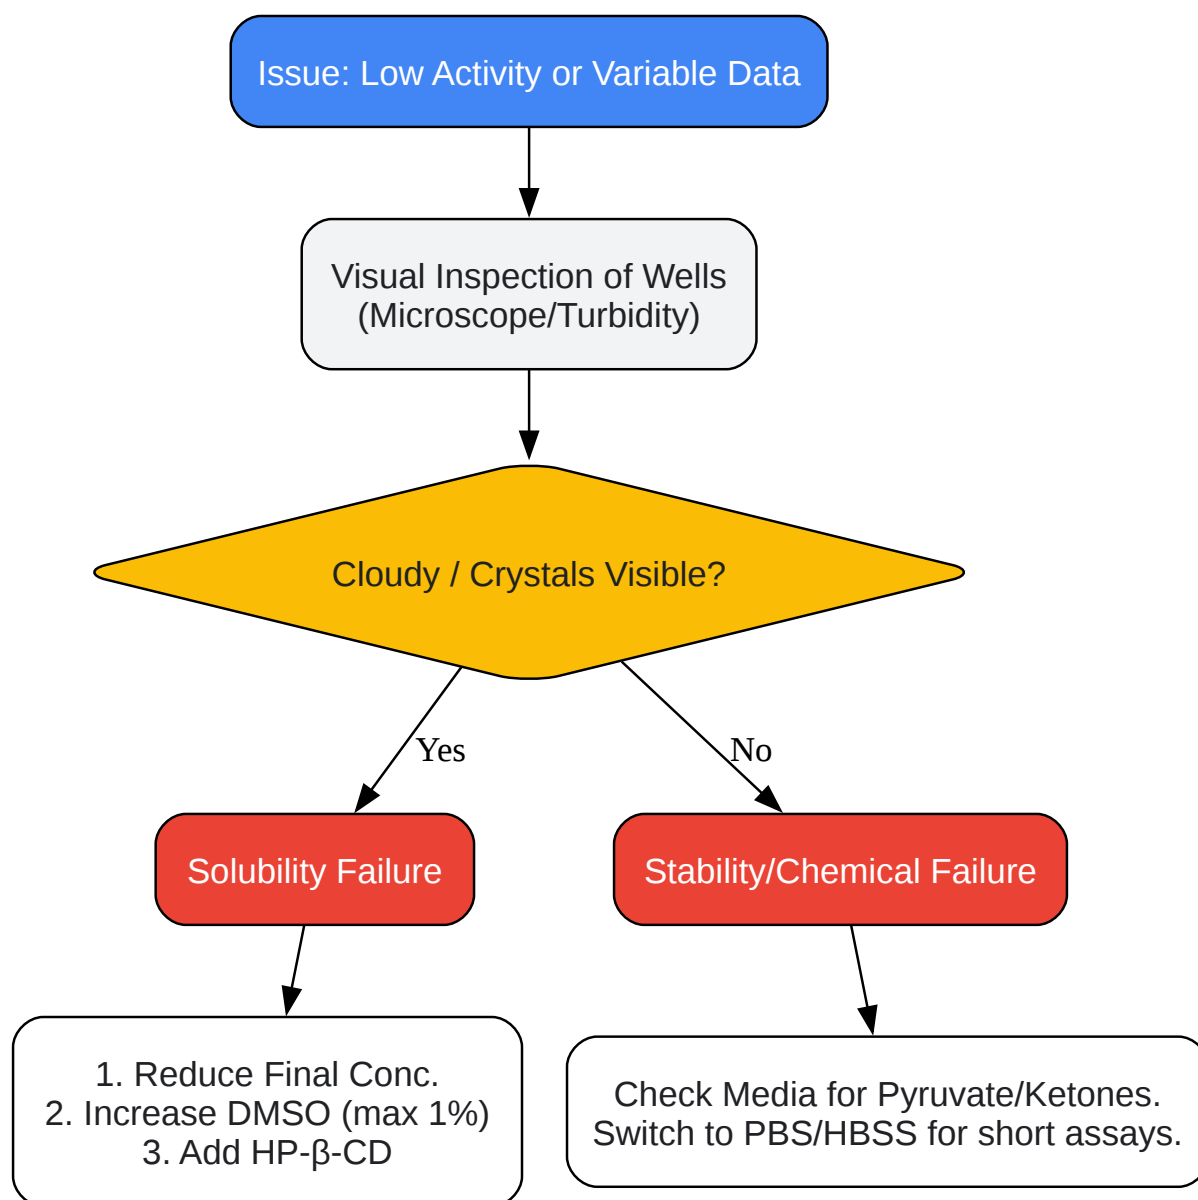 Issue: Low Activity or Variable Data
Visual Inspection of Wells
(Microscope/Turbidity)
Cloudy / Crystals Visible?
Yes
No
Solubility Failure
Stability/Chemical Failure
1. Reduce Final Conc.
2. Increase DMSO (max 1%)
3. Add HP-β-CD
Check Media for Pyruvate/Ketones.
Switch to PBS/HBSS for short assays.